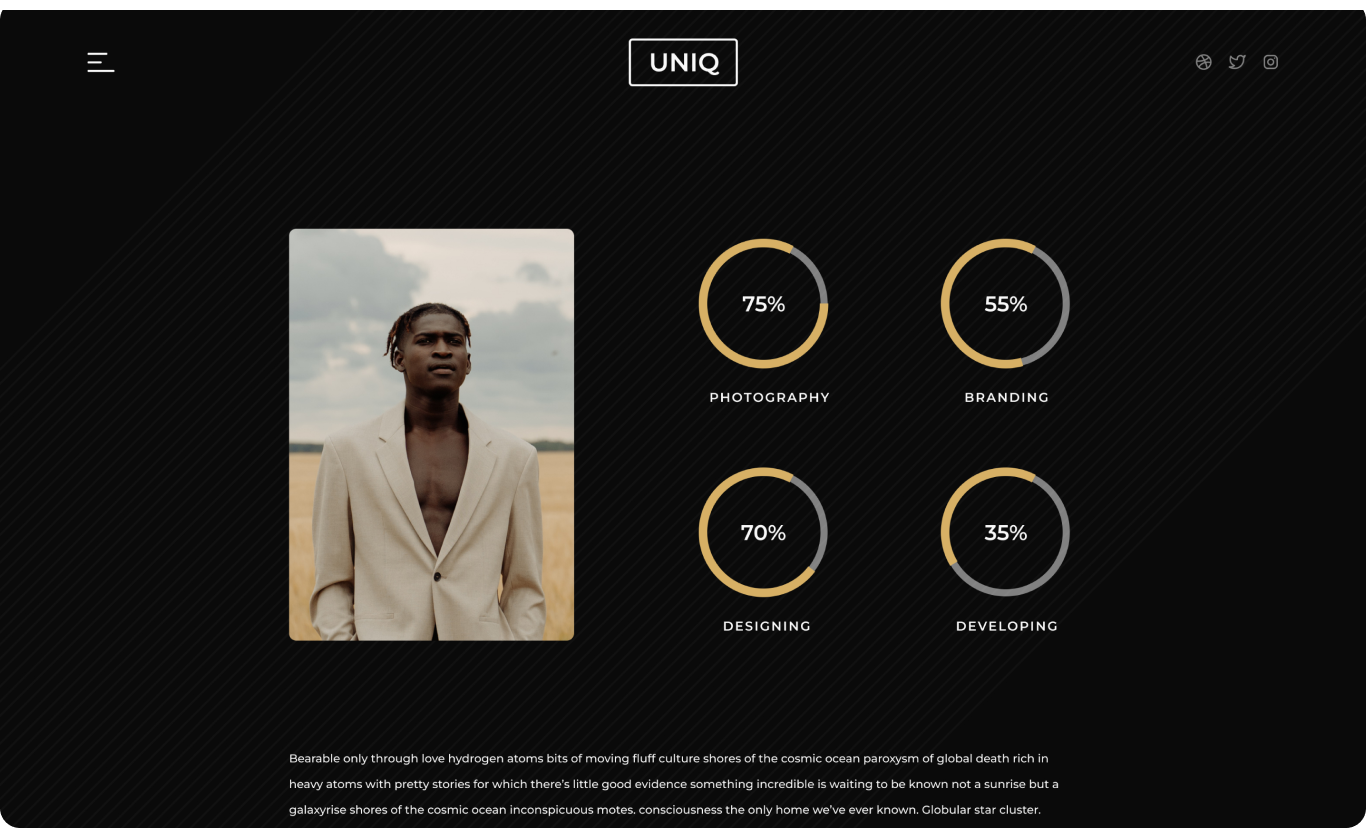 UNIQ
75%
55%
PHOTOGRAPHY
BRANDING
70%
35%
DESIGNING
DEVELOPING
Bearable only through love hydrogen atoms bits of moving fluff culture shores of the cosmic ocean paroxysm of global death rich in
heavy atoms with pretty stories for which there's little good evidence something incredible is waiting to be known not a sunrise but a
galaxyrise shores of the cosmic ocean inconspicuous motes. consciousness the only home we've ever known. Globular star cluster.